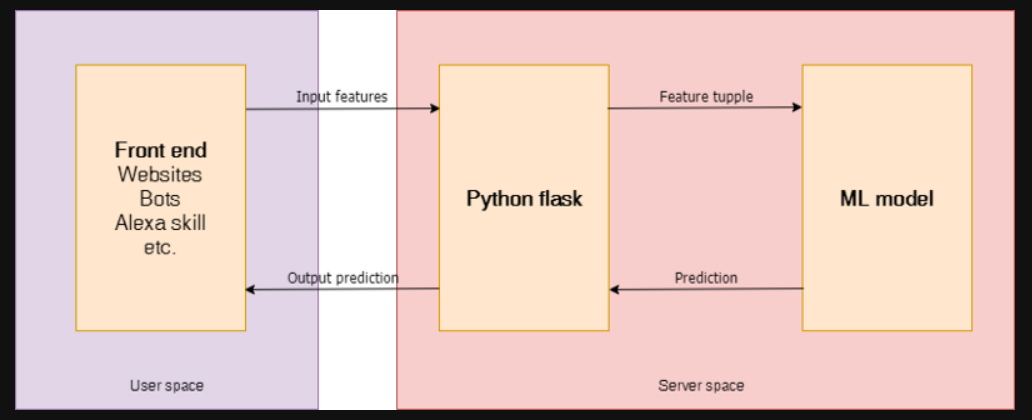 Input features
Feature tupple
Front end
Websites
Bots
Alexa skill
etc.
Python flask
ML model
Output prediction
Prediction
User space
Server space